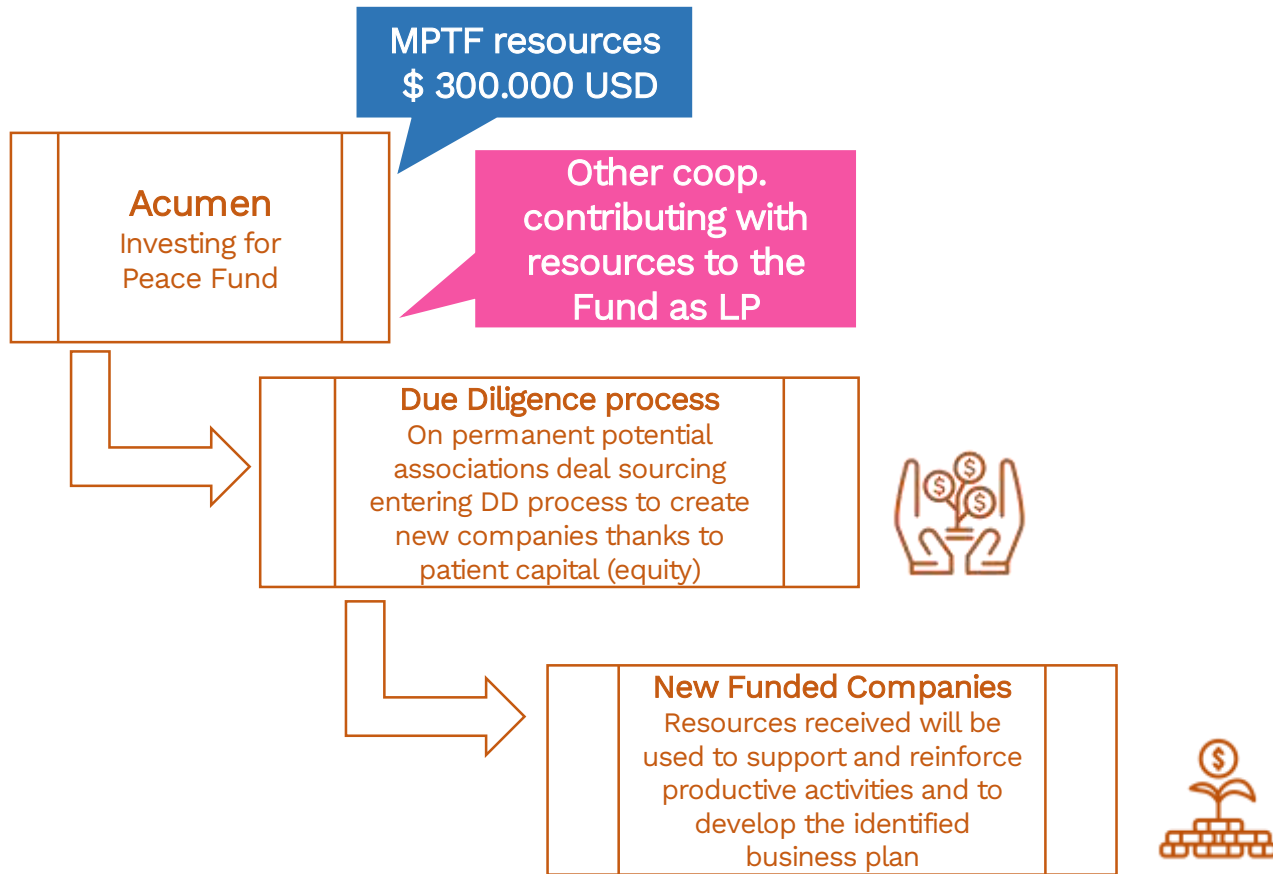 MPTF resources
$ 300.000 USD
Acumen
Investing for
Peace Fund
Other coop.
contributing with
resources to the
Fund as LP
Due Diligence process
On permanent potential
associations deal sourcing
entering DD process to create
new companies thanks to
patient capital (equity)
$
$
$
New Funded Companies
Resources received will be
used to support and reinforce
productive activities and to
develop the identified
business plan
$